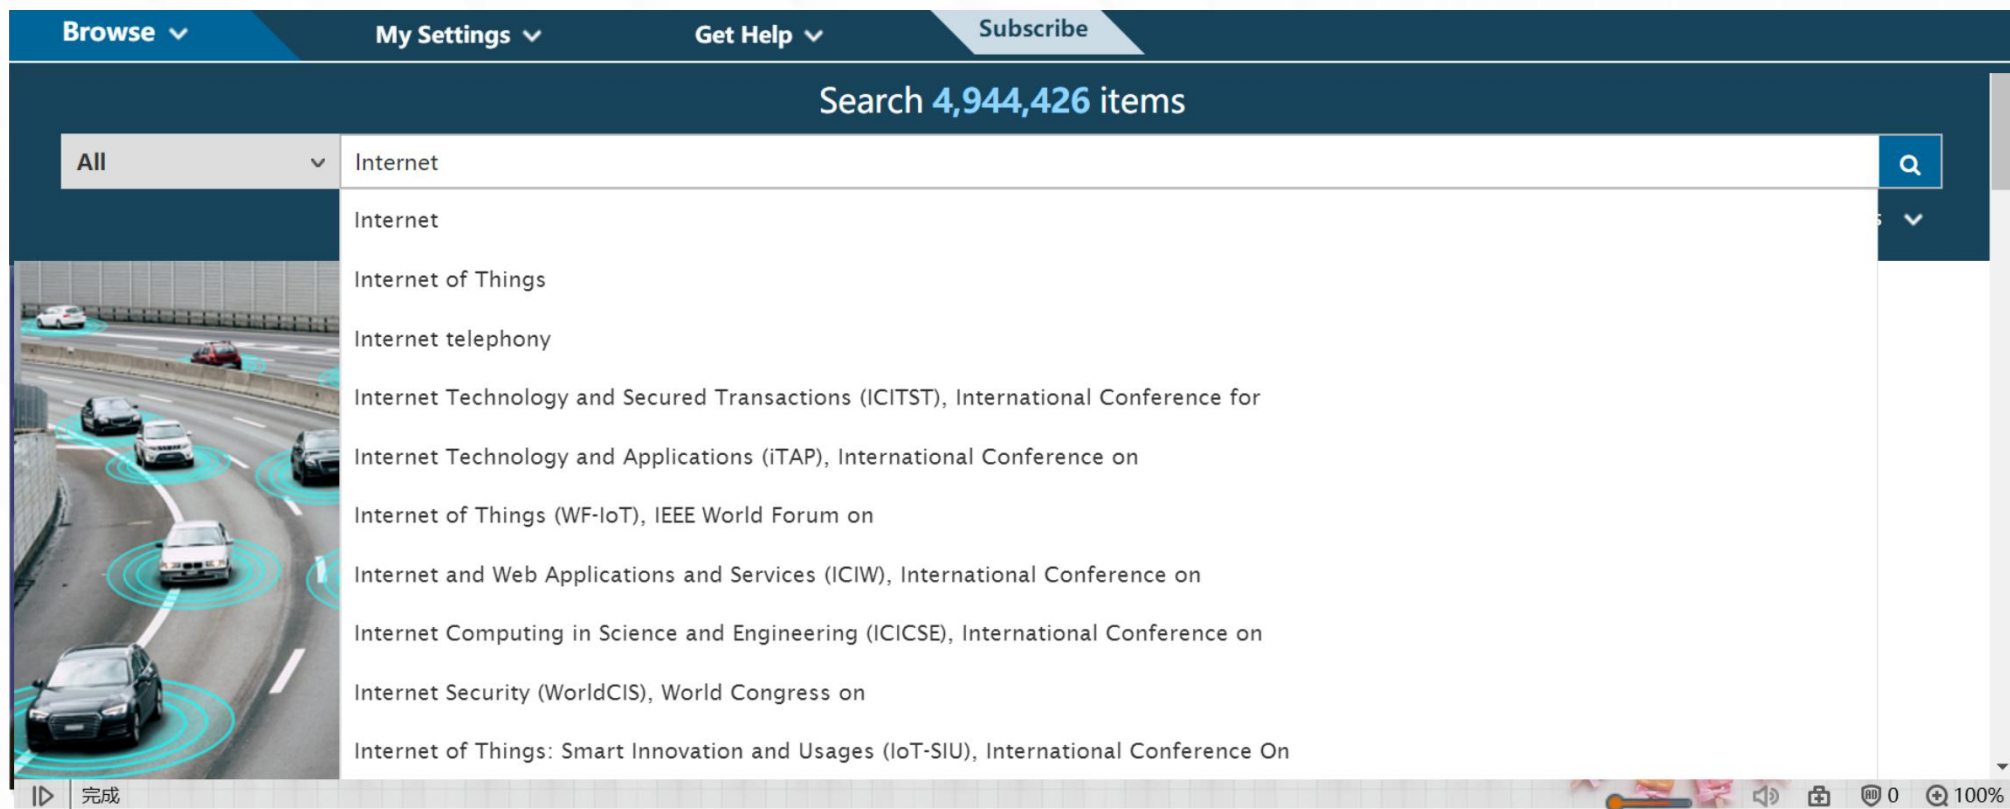 Browse My Settings Get Help Subscribe
Search 4,944,426 items
All Internet
Internet
Internet of Things
Internet telephony
Internet Technology and Secured Transactions (ICITST), International Conference for
Internet Technology and Applications (iTAP), International Conference on
Internet of Things (WF-IoT), IEEE World Forum on
Internet and Web Applications and Services (ICIW), International Conference on
Internet Computing in Science and Engineering (ICICSE), International Conference on
Internet Security (WorldCIS), World Congress on
Internet of Things: Smart Innovation and Usages (IoT-SIU), International Conference On
完成 AD 0 100%